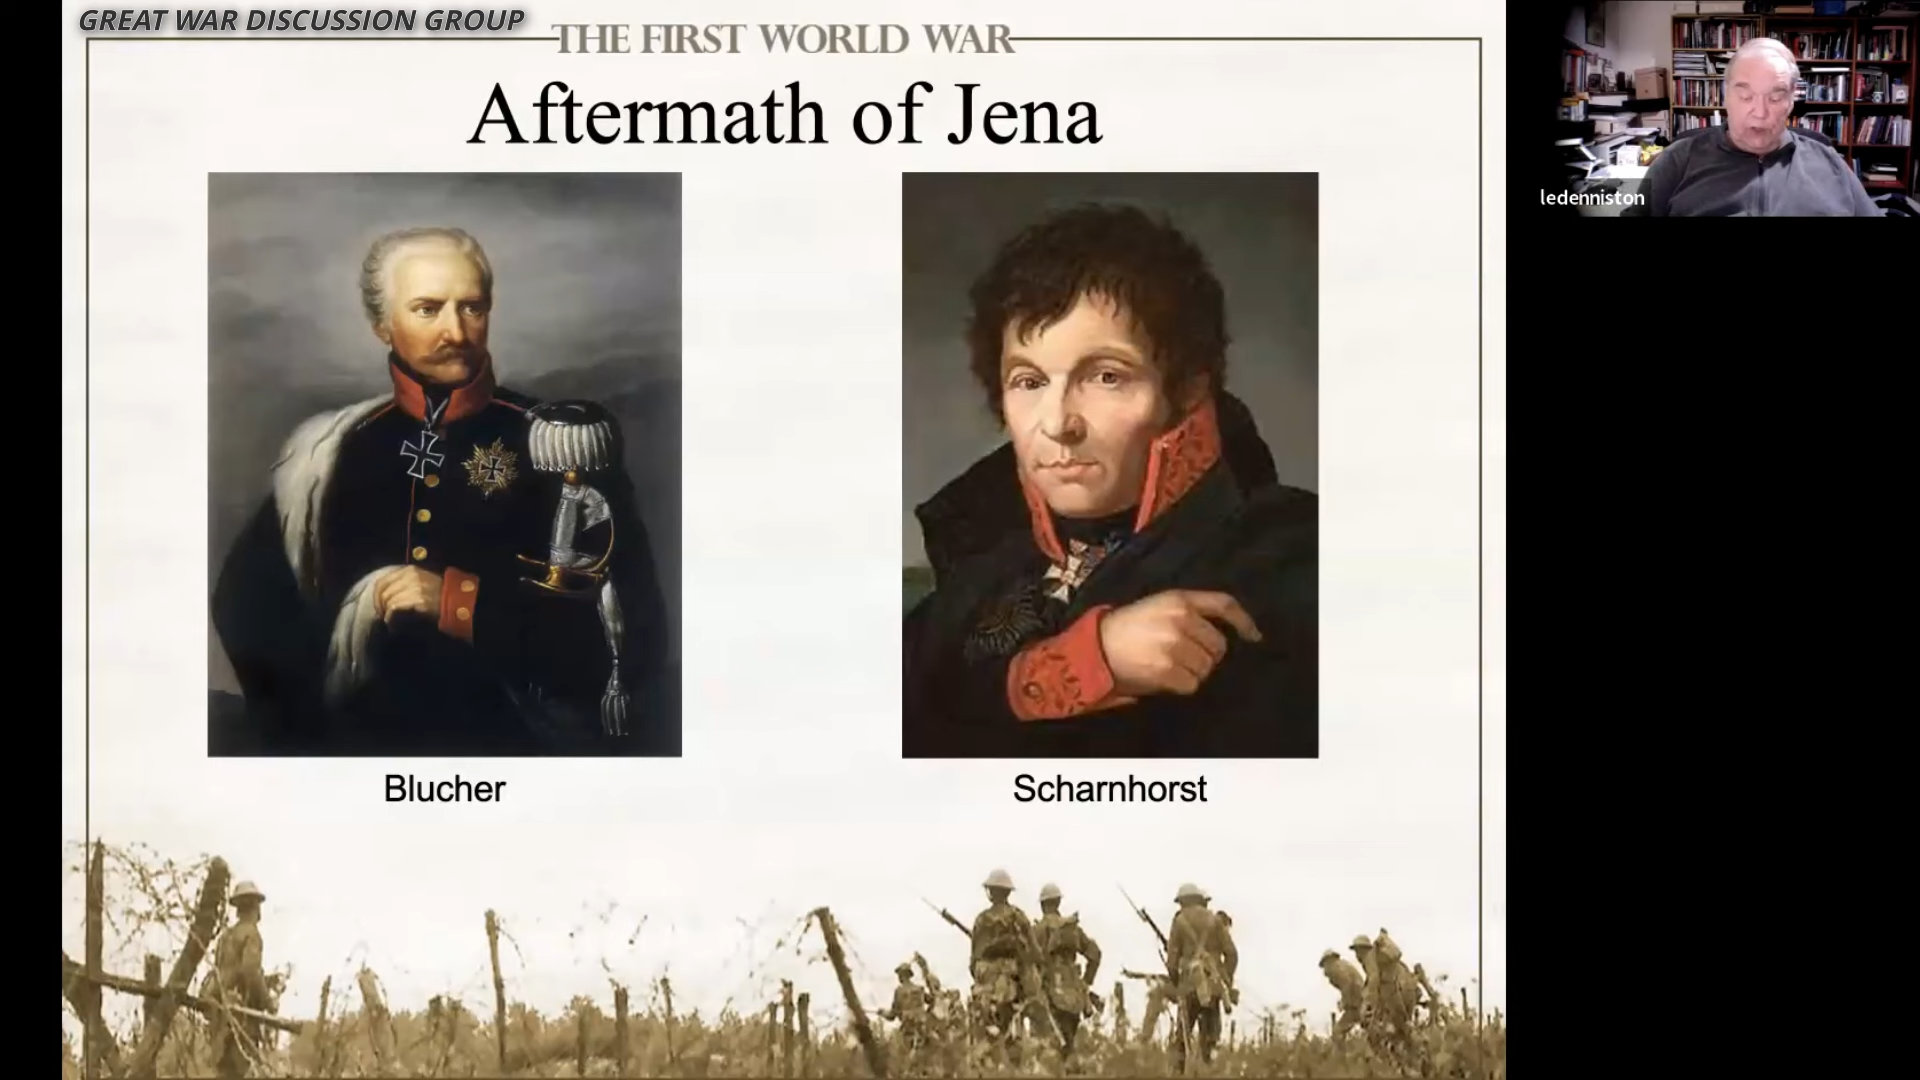 GREAT WAR DISCUSSION GROUP
THE FIRST WORLD WAR
Aftermath of Jena
ledenniston
Blucher
Scharnhorst